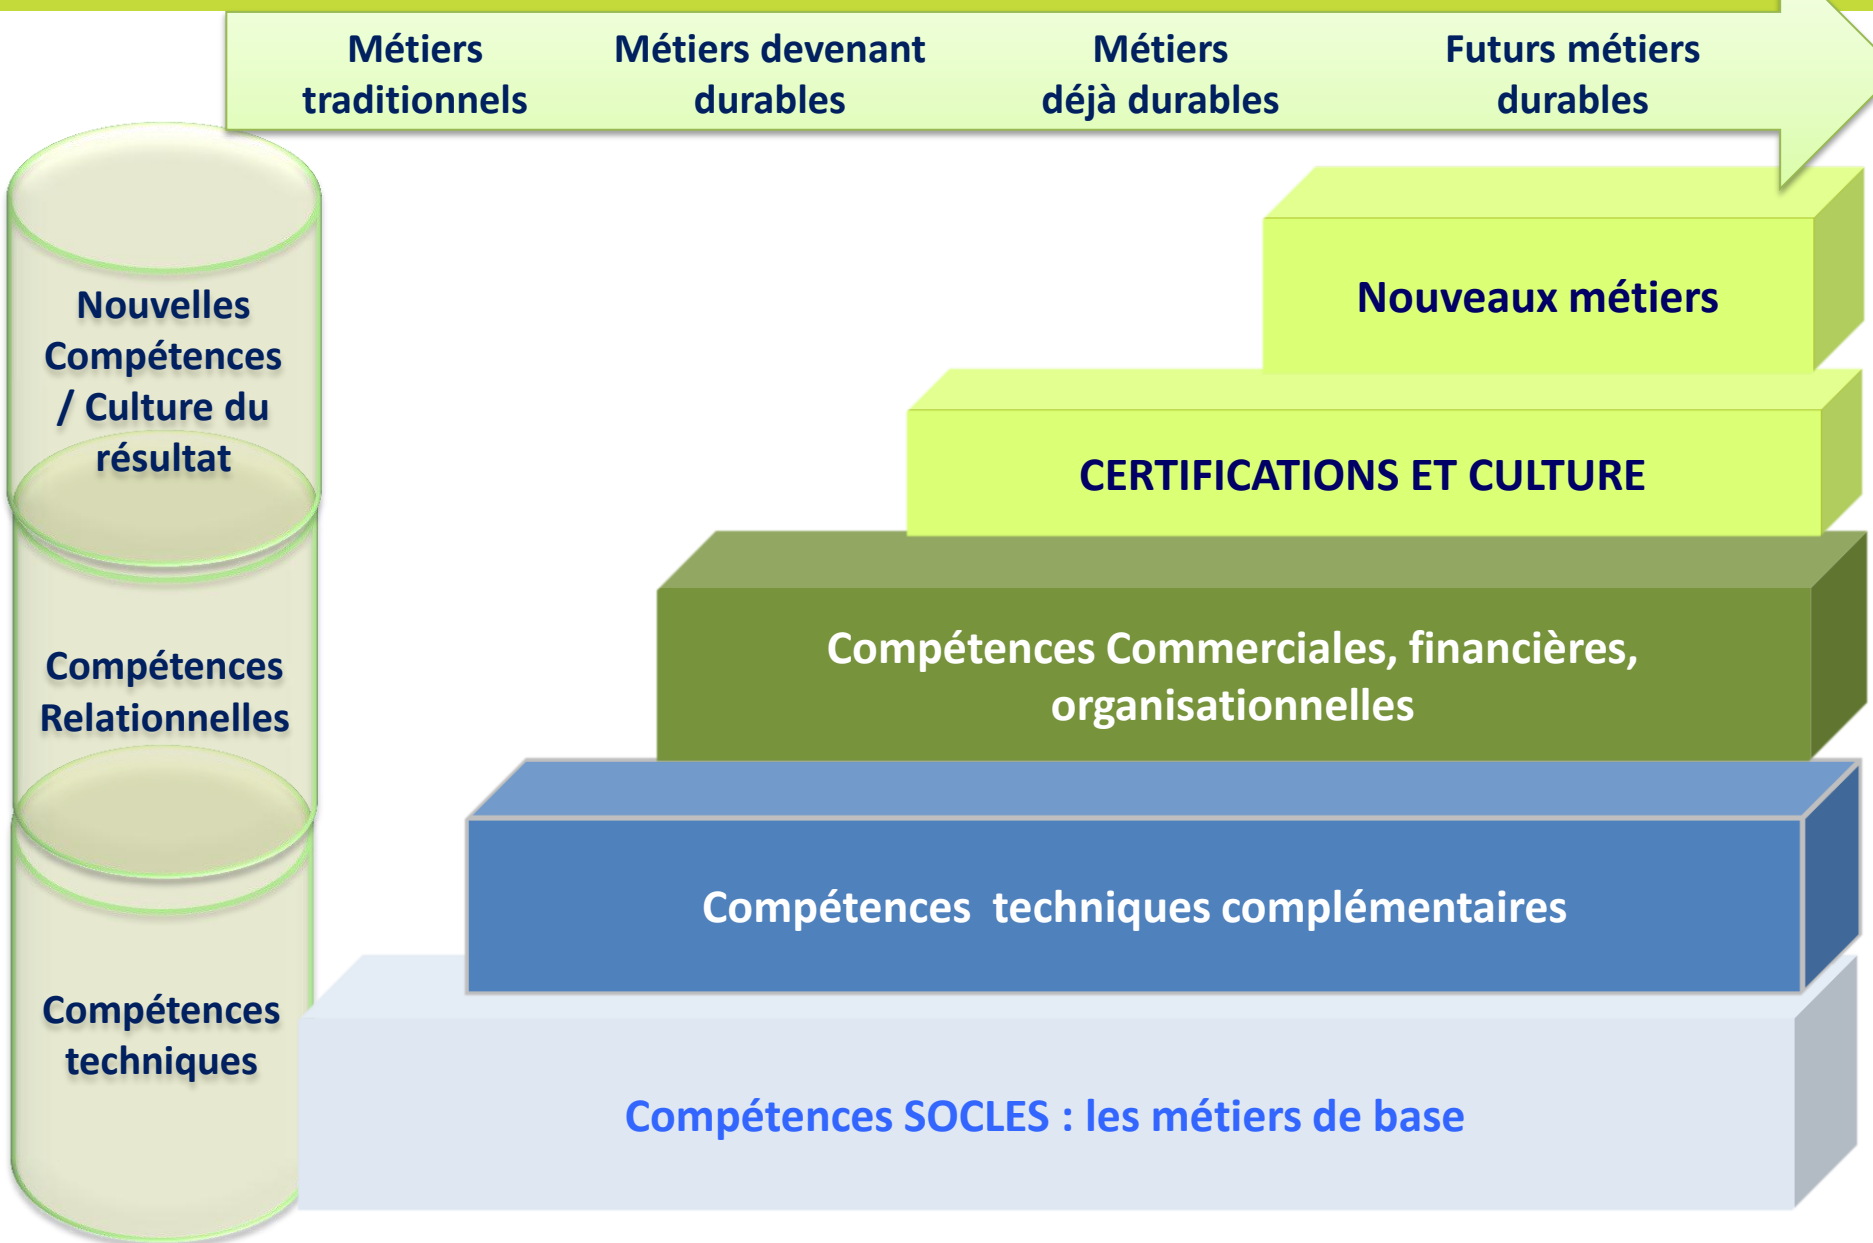 Métiers
traditionnels
Métiers devenant
durables
Métiers
déjà durables
Futurs métiers
durables
Nouvelles
Compétences
/ Culture du
résultat
Compétences
Relationnelles
Compétences
techniques
Nouveaux métiers
CERTIFICATIONS ET CULTURE
Compétences Commerciales, financières,
organisationnelles
Compétences  techniques complémentaires
Compétences SOCLES : les métiers de base